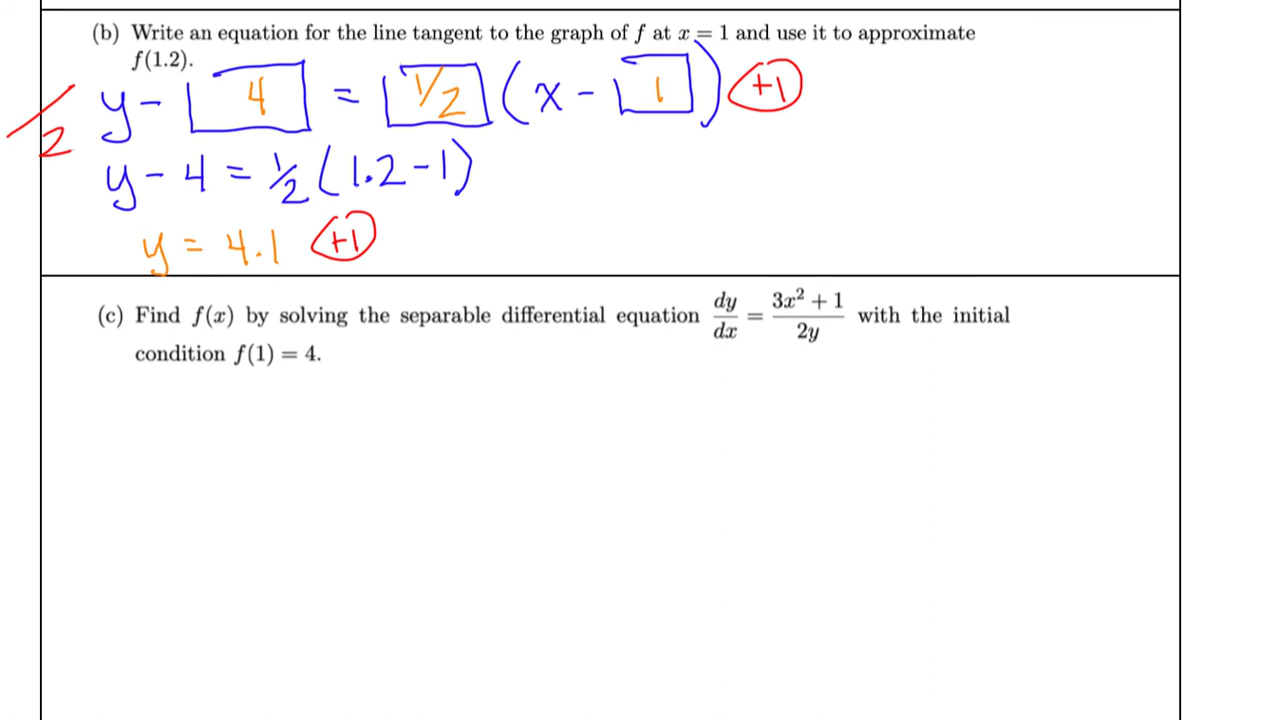 (b) Write an equation for the line tangent to the graph of f at x = 1 and use it to approximate
f(1.2).
y - 4 = 1/2 (x - 1) +1
/2
y - 4 = 1/2 (1.2 - 1)
y = 4.1 +1
(c) Find f(x) by solving the separable differential equation dy/dx = (3x² + 1)/(2y) with the initial
condition f(1) = 4.